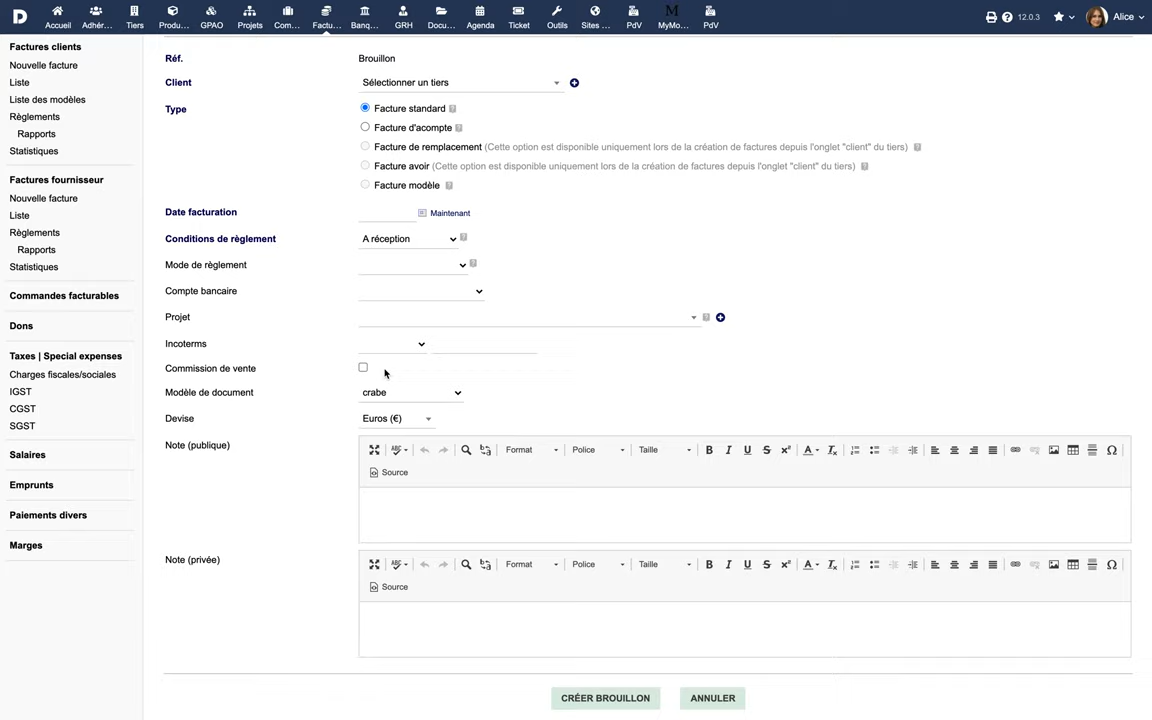 D Accueil Adhér... Tiers Produ... GPAO Projets Com... Factu... Banq... GRH Docu... Agenda Ticket Outils Sites ... PdV MyMo... PdV 12.0.3 Alice
Factures clients
Nouvelle facture
Liste
Liste des modèles
Règlements
Rapports
Statistiques
Factures fournisseur
Nouvelle facture
Liste
Règlements
Rapports
Statistiques
Commandes facturables
Dons
Taxes | Special expenses
Charges fiscales/sociales
IGST
CGST
SGST
Salaires
Emprunts
Paiements divers
Marges
Réf. Brouillon
Client Sélectionner un tiers
Type Facture standard
Facture d'acompte
Facture de remplacement (Cette option est disponible uniquement lors de la création de factures depuis l'onglet "client" du tiers)
Facture avoir (Cette option est disponible uniquement lors de la création de factures depuis l'onglet "client" du tiers)
Facture modèle
Date facturation Maintenant
Conditions de règlement A réception
Mode de règlement
Compte bancaire
Projet
Incoterms
Commission de vente
Modèle de document crabe
Devise Euros (€)
Note (publique) Format Police Taille B I U S x² A Tx Ω
Source
Note (privée) Format Police Taille B I U S x² A Tx Ω
Source
CRÉER BROUILLON ANNULER